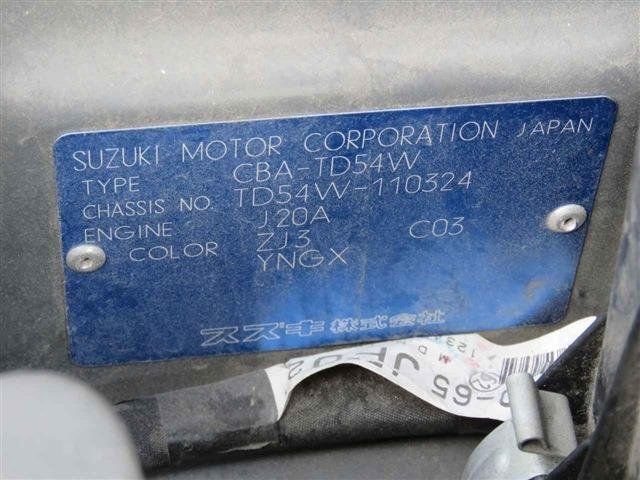 SUZUKI MOTOR CORPORATION JAPAN
TYPE CBA-TD54W
CHASSIS NO. TD54W-110324
ENGINE J20A
COLOR ZJ3 C03
YNGX
スズキ株式会社